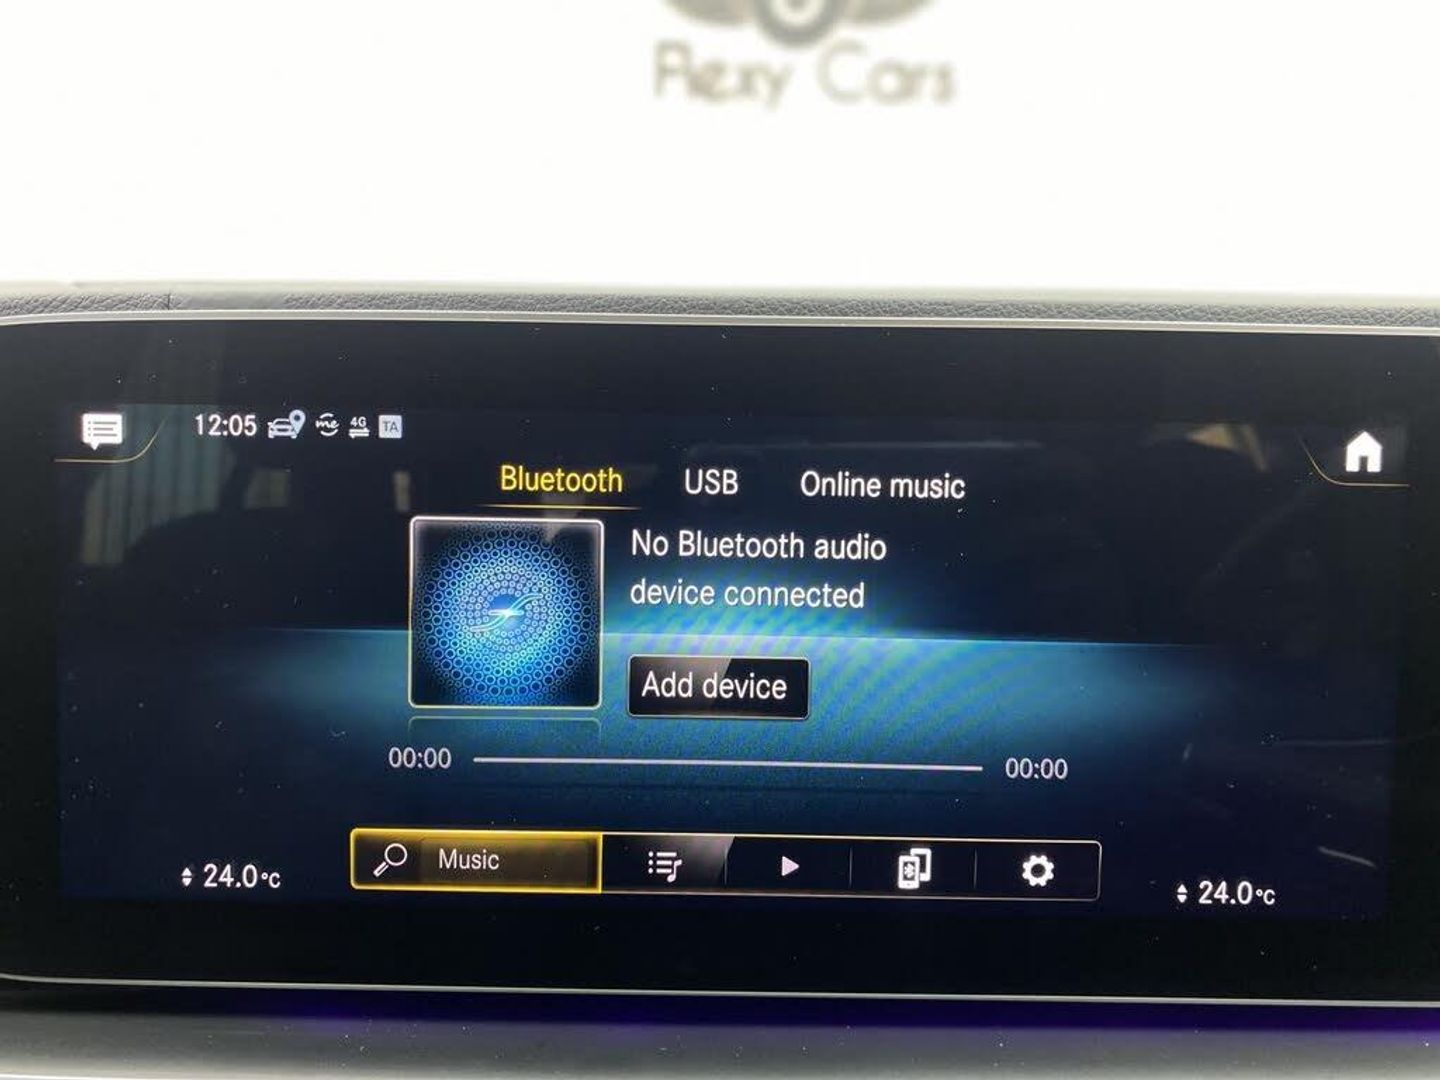 Flexy Cars
12:05 me 4G TA
Bluetooth USB Online music
No Bluetooth audio
device connected
Add device
00:00 00:00
Music
24.0°C 24.0°C